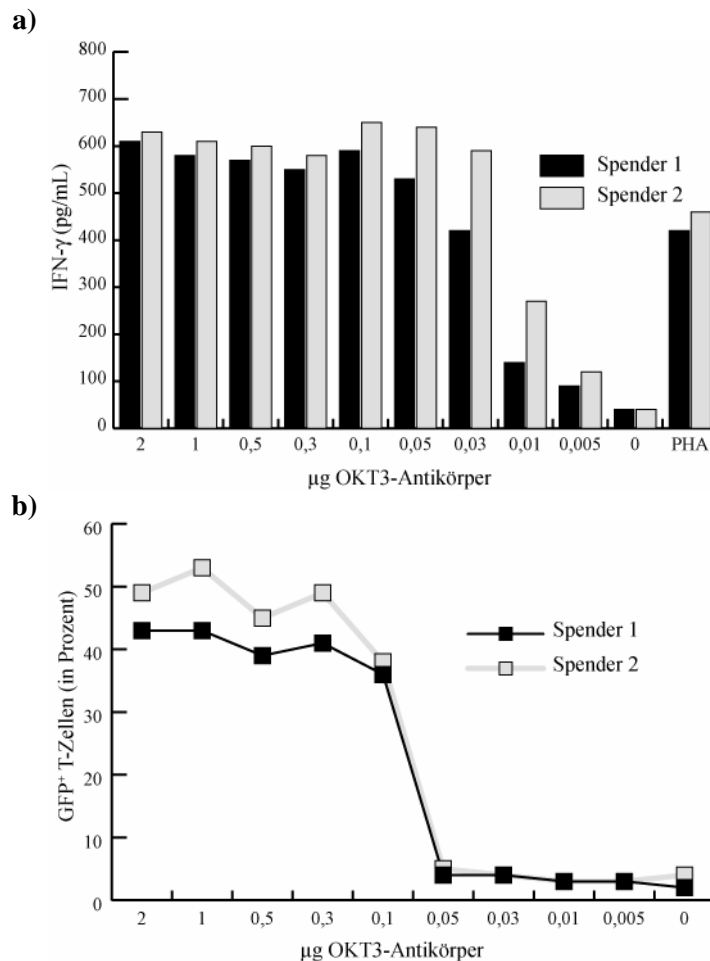 a)
800
700
600
500
400
300
200
100
0
IFN-γ (pg/mL)
Spender 1
Spender 2
2 1 0,5 0,3 0,1 0,05 0,03 0,01 0,005 0 PHA
µg OKT3-Antikörper
b)
60
50
40
30
20
10
0
GFP⁺ T-Zellen (in Prozent)
Spender 1
Spender 2
2 1 0,5 0,3 0,1 0,05 0,03 0,01 0,005 0
µg OKT3-Antikörper